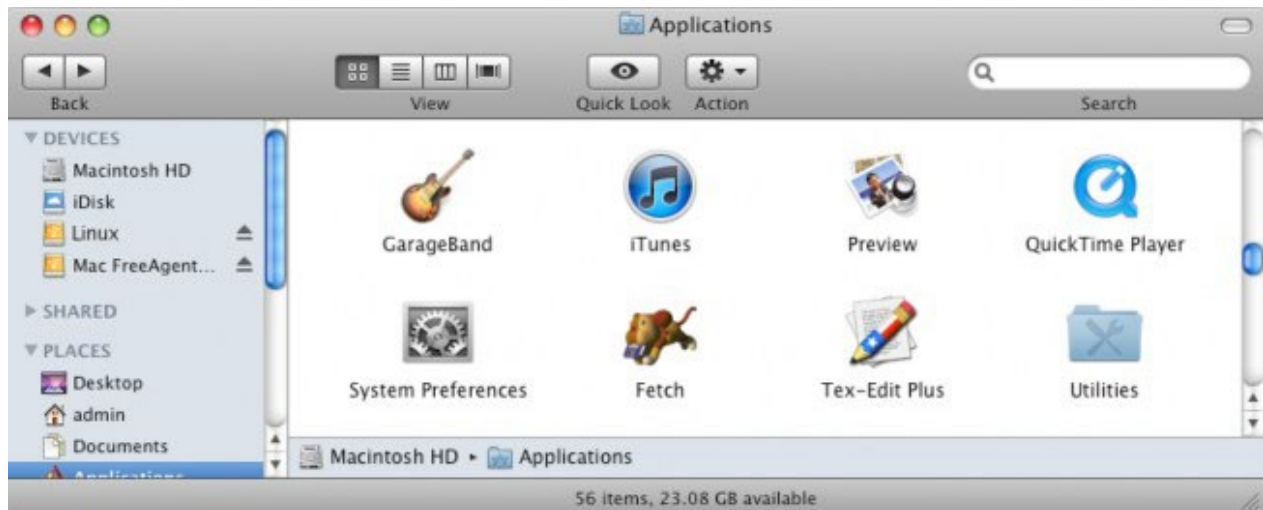 Applications
Back
View
Quick Look
Action
Search
DEVICES
Macintosh HD
iDisk
Linux
Mac FreeAgent...
SHARED
PLACES
Desktop
admin
Documents
Applications
GarageBand
iTunes
Preview
QuickTime Player
System Preferences
Fetch
Tex-Edit Plus
Utilities
Macintosh HD ▸ Applications
56 items, 23.08 GB available